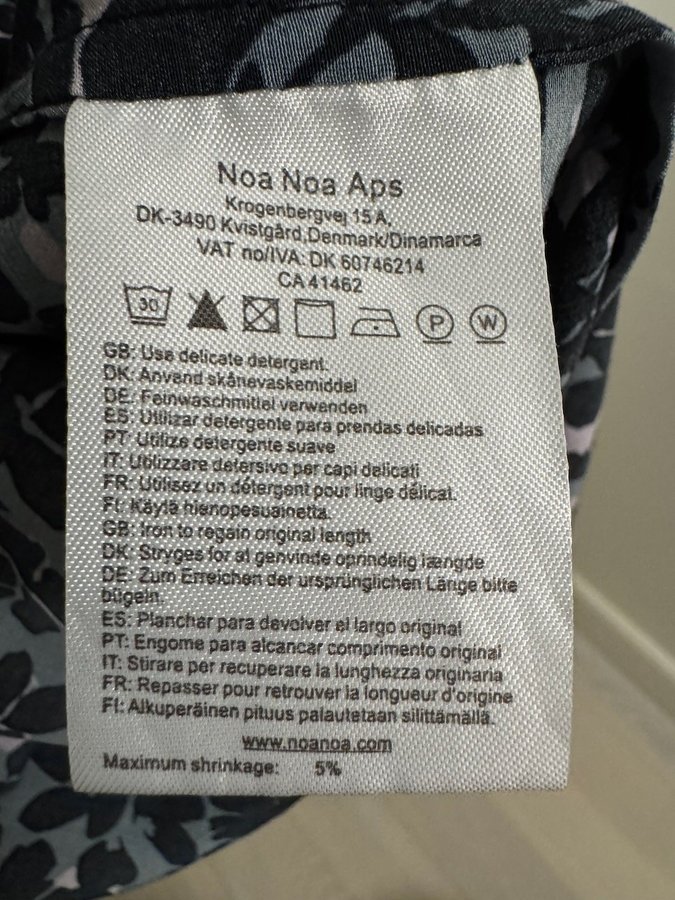 Noa Noa Aps
Krogenbergvej 15 A,
DK-3490 Kvistgård,Denmark/Dinamarca
VAT no/IVA: DK 60746214
CA 41462
30 P W
GB: Use delicate detergent.
DK: Anvend skånevaskemiddel
DE: Feinwaschmittel verwenden
ES: Utilizar detergente para prendas delicadas
PT: Utilize detergente suave
IT: Utilizzare detersivo per capi delicati
FR: Utilisez un détergent pour linge délicat.
FI: Käytä hienopesuainetta.
GB: Iron to regain original length
DK: Stryges for at genvinde oprindelig længde
DE: Zum Erreichen der ursprünglichen Länge bitte
bügeln.
ES: Planchar para devolver el largo original
PT: Engome para alcançar comprimento original
IT: Stirare per recuperare la lunghezza originaria
FR: Repasser pour retrouver la longueur d'origine
FI: Alkuperäinen pituus palautetaan silittämällä.
www.noanoa.com
Maximum shrinkage: 5%